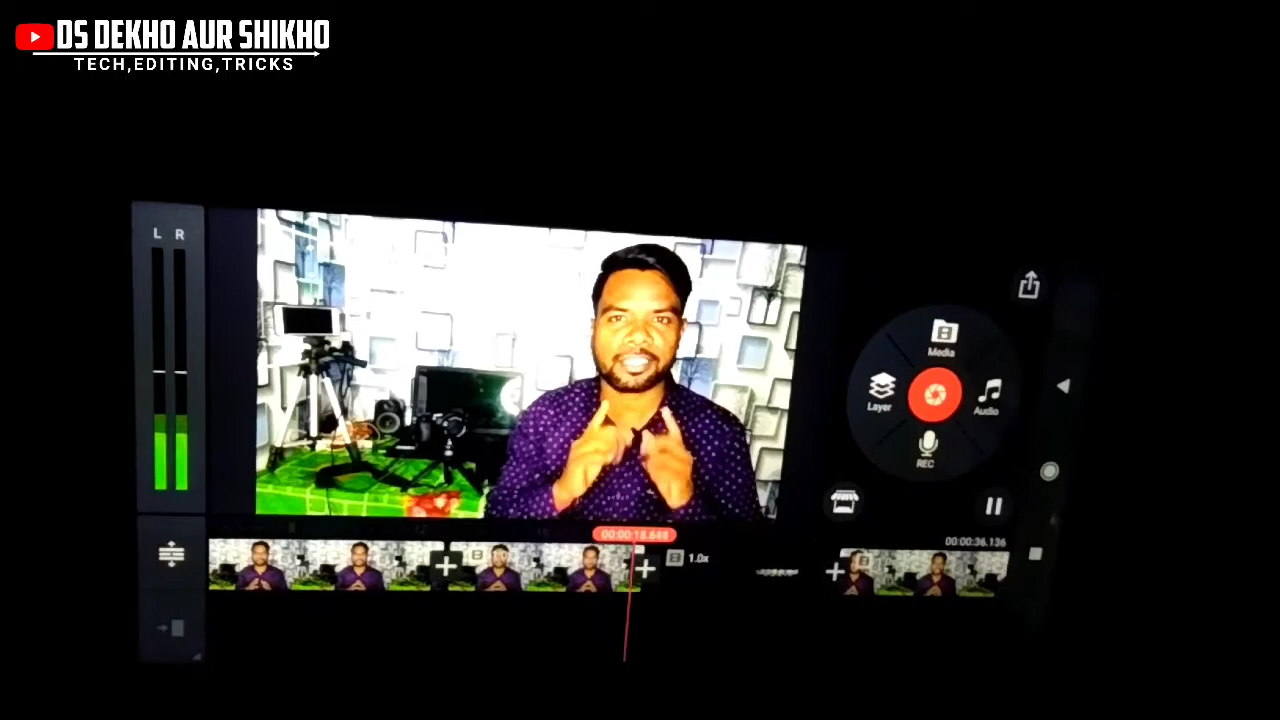 DS DEKHO AUR SHIKHO
TECH,EDITING,TRICKS
L R
Media
Layer
Audio
REC
00:00:18.648
00:00:36.136
1.0x